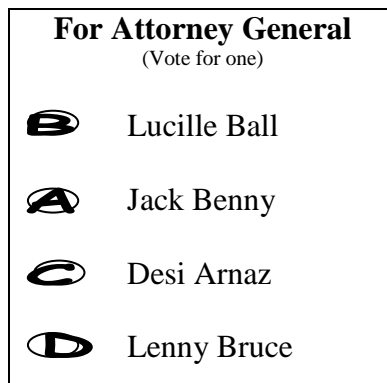 For Attorney General
(Vote for one)
B Lucille Ball
A Jack Benny
C Desi Arnaz
D Lenny Bruce